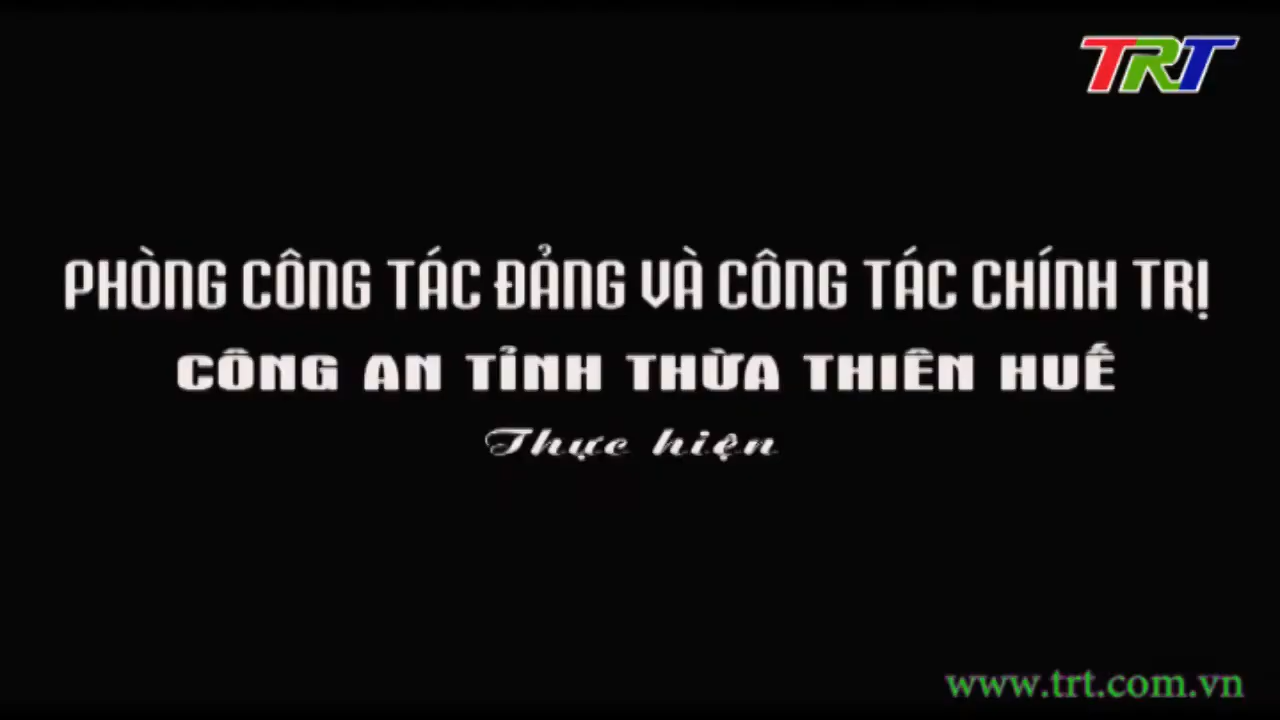 TRT
PHÒNG CÔNG TÁC ĐẢNG VÀ CÔNG TÁC CHÍNH TRỊ
CÔNG AN TỈNH THỪA THIÊN HUẾ
Thực hiện
www.trt.com.vn